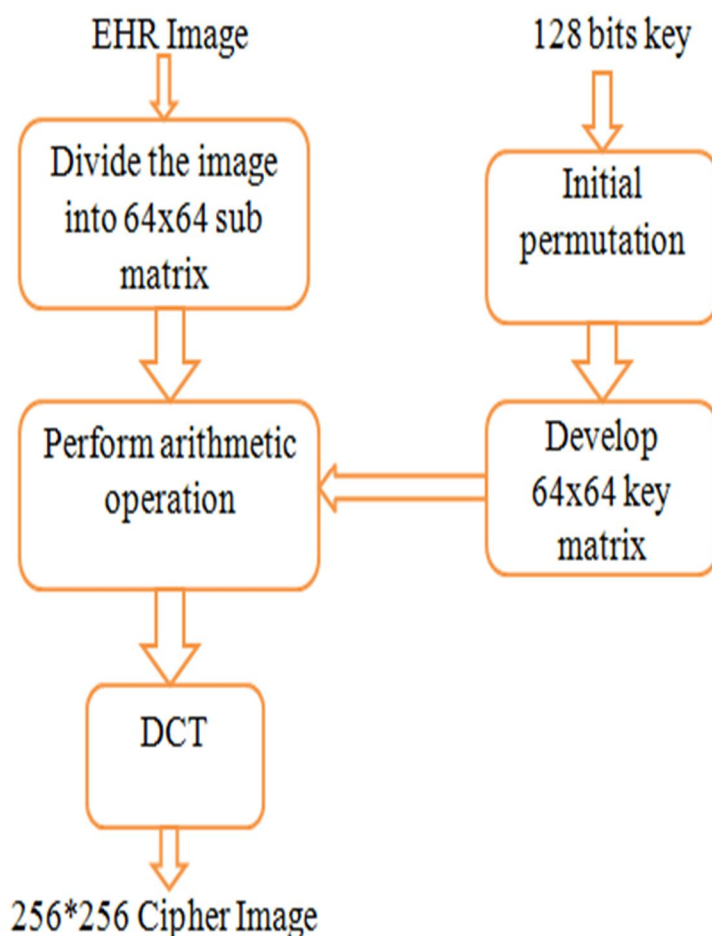 EHR Image
128 bits key
Divide the image
into 64x64 sub
matrix
Initial
permutation
Perform arithmetic
operation
Develop
64x64 key
matrix
DCT
256*256 Cipher Image